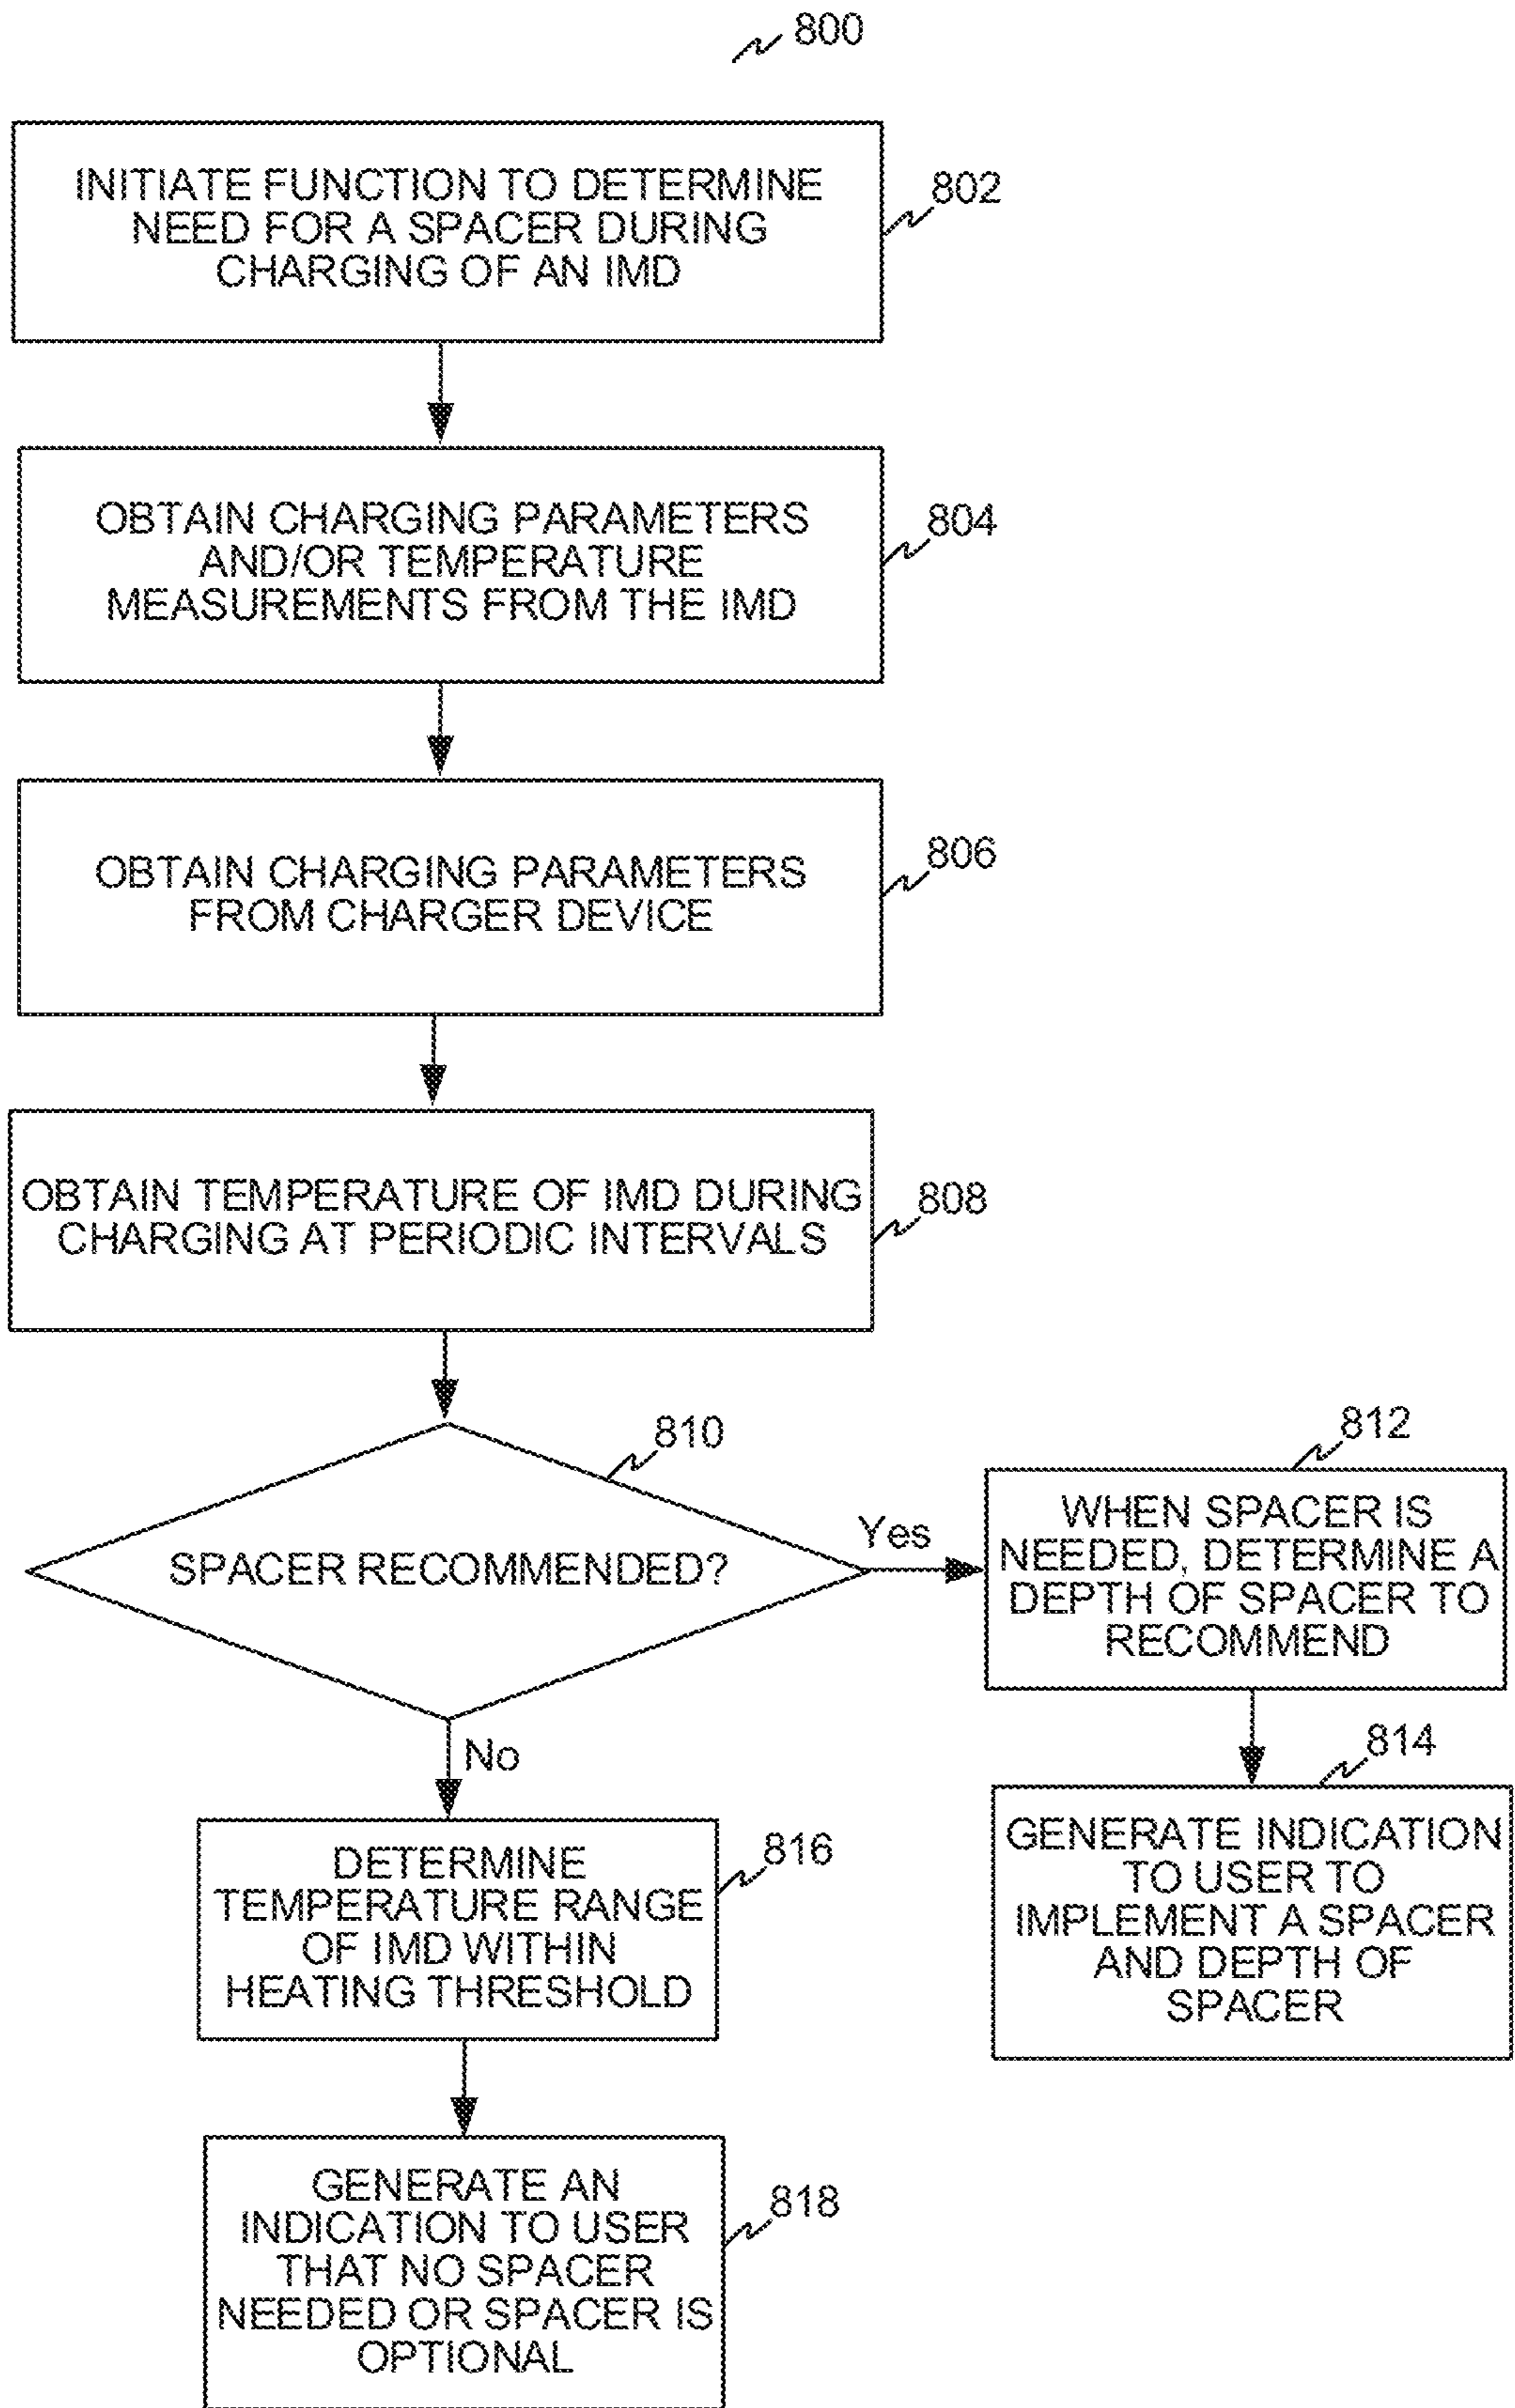 800
INITIATE FUNCTION TO DETERMINE
NEED FOR A SPACER DURING
CHARGING OF AN IMD
802
OBTAIN CHARGING PARAMETERS
AND/OR TEMPERATURE
MEASUREMENTS FROM THE IMD
804
OBTAIN CHARGING PARAMETERS
FROM CHARGER DEVICE
806
OBTAIN TEMPERATURE OF IMD DURING
CHARGING AT PERIODIC INTERVALS
808
SPACER RECOMMENDED?
810
Yes
WHEN SPACER IS
NEEDED, DETERMINE A
DEPTH OF SPACER TO
RECOMMEND
812
GENERATE INDICATION
TO USER TO
IMPLEMENT A SPACER
AND DEPTH OF
SPACER
814
No
DETERMINE
TEMPERATURE RANGE
OF IMD WITHIN
HEATING THRESHOLD
816
GENERATE AN
INDICATION TO USER
THAT NO SPACER
NEEDED OR SPACER IS
OPTIONAL
818